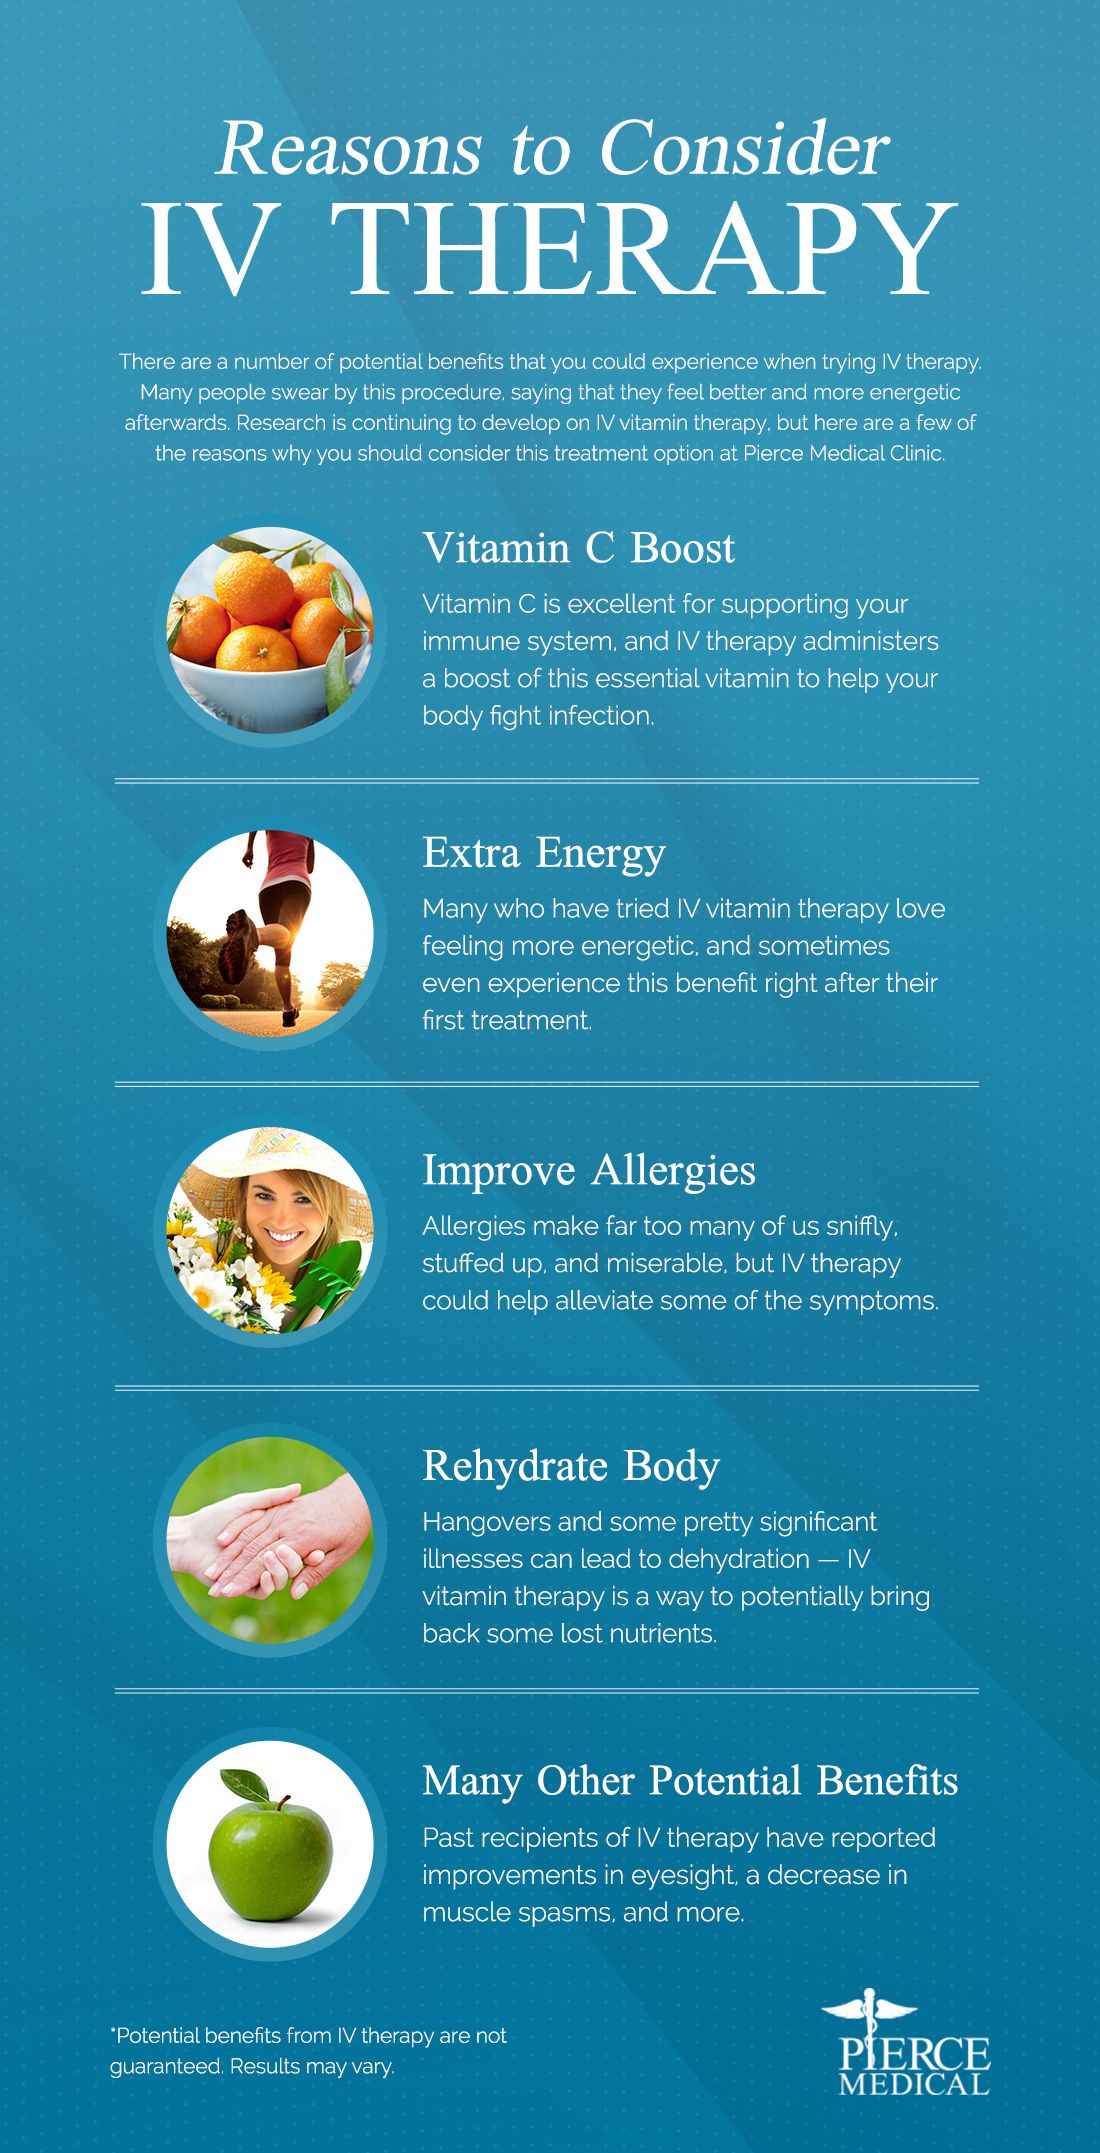 Reasons to Consider
IV THERAPY
There are a number of potential benefits that you could experience when trying IV therapy.
Many people swear by this procedure, saying that they feel better and more energetic
afterwards. Research is continuing to develop on IV vitamin therapy, but here are a few of
the reasons why you should consider this treatment option at Pierce Medical Clinic.
Vitamin C Boost
Vitamin C is excellent for supporting your
immune system, and IV therapy administers
a boost of this essential vitamin to help your
body fight infection.
Extra Energy
Many who have tried IV vitamin therapy love
feeling more energetic, and sometimes
even experience this benefit right after their
first treatment.
Improve Allergies
Allergies make far too many of us sniffly,
stuffed up, and miserable, but IV therapy
could help alleviate some of the symptoms.
Rehydrate Body
Hangovers and some pretty significant
illnesses can lead to dehydration — IV
vitamin therapy is a way to potentially bring
back some lost nutrients.
Many Other Potential Benefits
Past recipients of IV therapy have reported
improvements in eyesight, a decrease in
muscle spasms, and more.
*Potential benefits from IV therapy are not
guaranteed. Results may vary.
PIERCE
MEDICAL